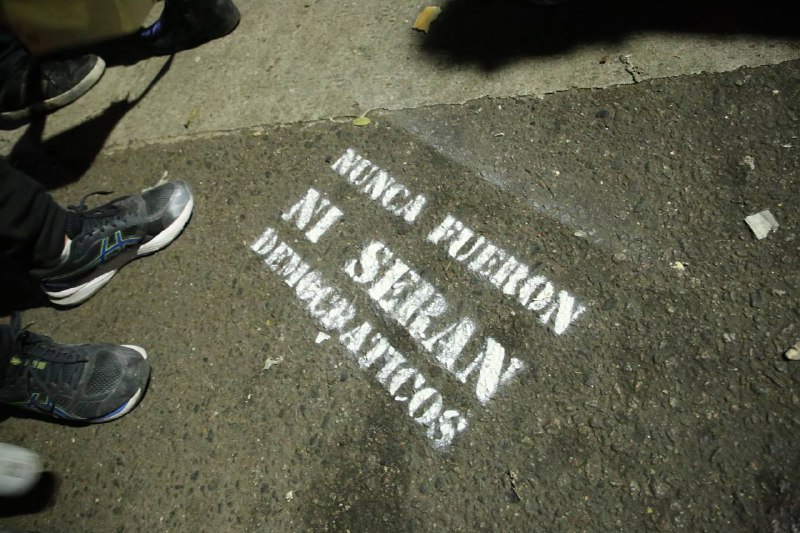 NUNCA FUERON
NI SERAN
DEMOCRATICOS